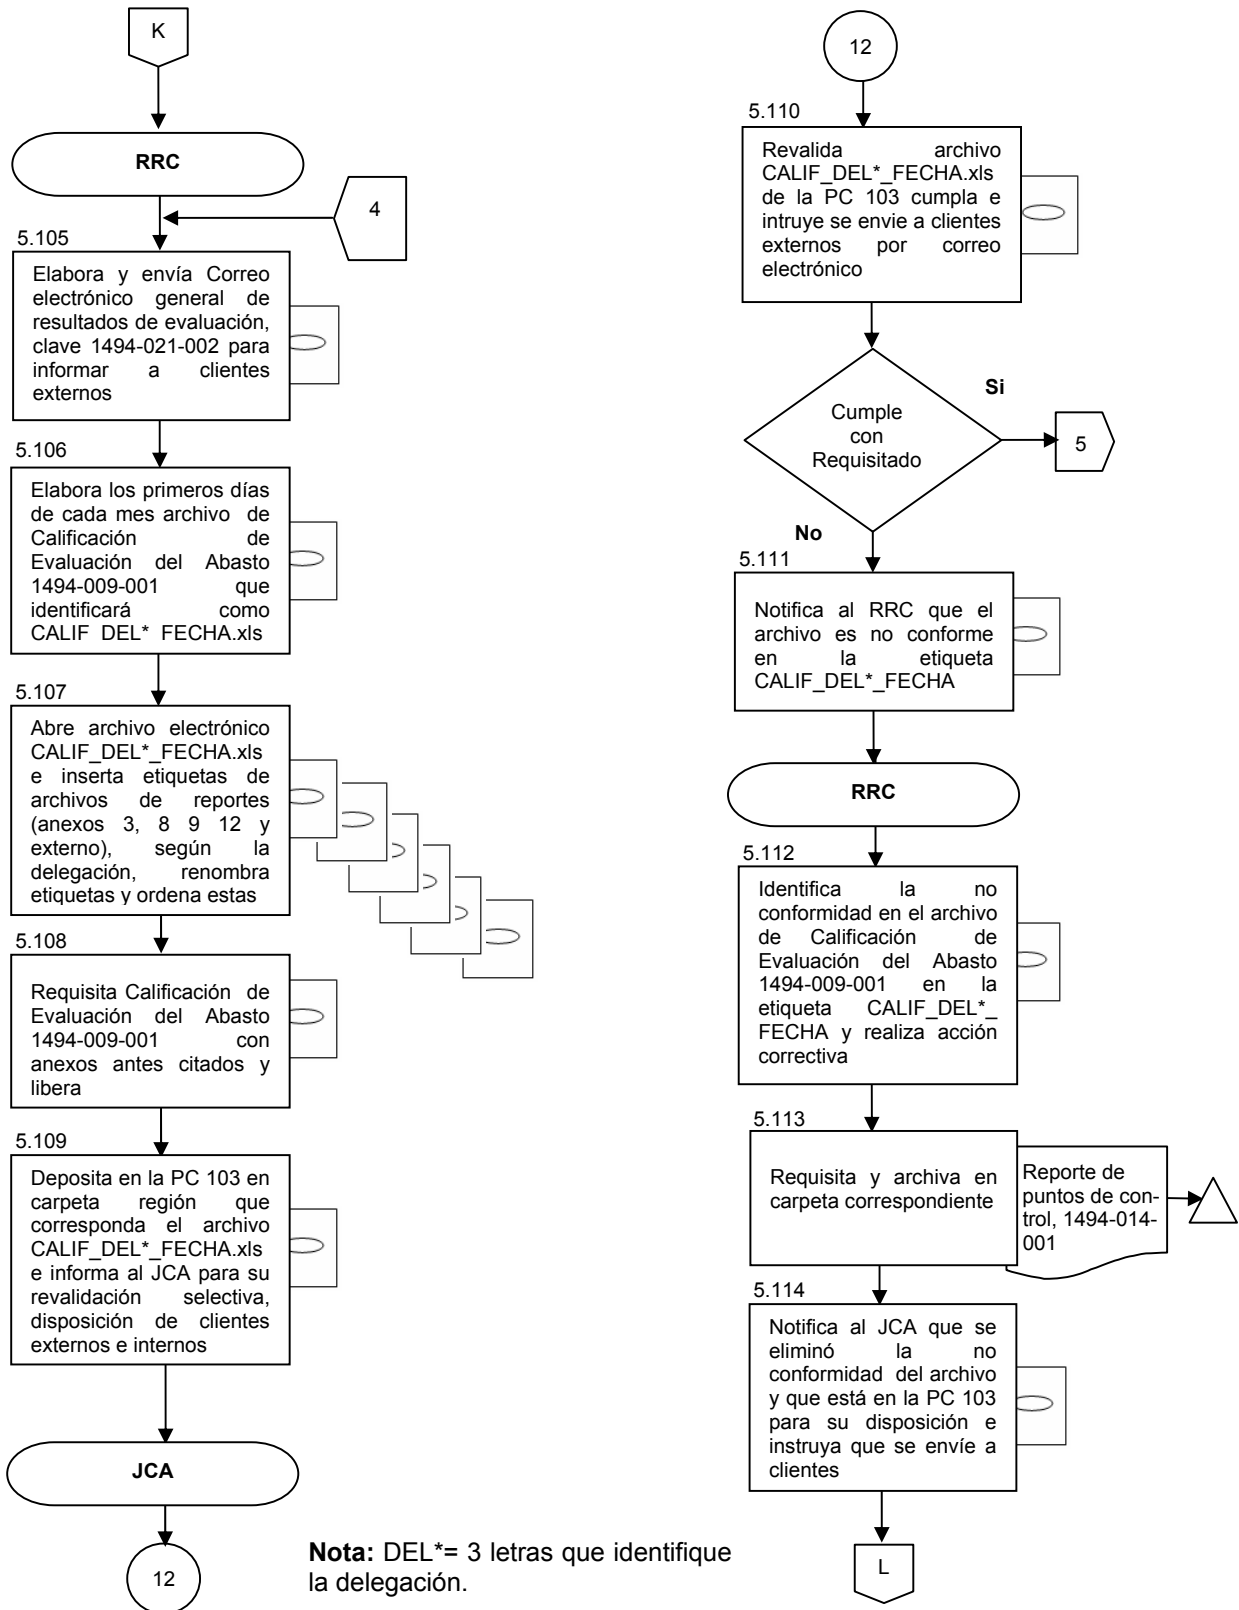 K
RRC
4
5.105
Elabora y envía Correo
electrónico general de
resultados de evaluación,
clave 1494-021-002 para
informar a clientes
externos
5.106
Elabora los primeros días
de cada mes archivo de
Calificación de
Evaluación del Abasto
1494-009-001 que
identificará como
CALIF DEL* FECHA.xls
5.107
Abre archivo electrónico
CALIF_DEL*_FECHA.xls
e inserta etiquetas de
archivos de reportes
(anexos 3, 8 9 12 y
externo), según la
delegación, renombra
etiquetas y ordena estas
5.108
Requisita Calificación de
Evaluación del Abasto
1494-009-001 con
anexos antes citados y
libera
5.109
Deposita en la PC 103 en
carpeta región que
corresponda el archivo
CALIF_DEL*_FECHA.xls
e informa al JCA para su
revalidación selectiva,
disposición de clientes
externos e internos
JCA
12
Nota: DEL*= 3 letras que identifique
la delegación.
12
5.110
Revalida archivo
CALIF_DEL*_FECHA.xls
de la PC 103 cumpla e
intruye se envie a clientes
externos por correo
electrónico
Cumple
con
Requisitado
Si
5
No
5.111
Notifica al RRC que el
archivo es no conforme
en la etiqueta
CALIF_DEL*_FECHA
RRC
5.112
Identifica la no
conformidad en el archivo
de Calificación de
Evaluación del Abasto
1494-009-001 en la
etiqueta CALIF_DEL*_
FECHA y realiza acción
correctiva
5.113
Requisita y archiva en
carpeta correspondiente
Reporte de
puntos de con-
trol, 1494-014-
001
5.114
Notifica al JCA que se
eliminó la no
conformidad del archivo
y que está en la PC 103
para su disposición e
instruya que se envíe a
clientes
L